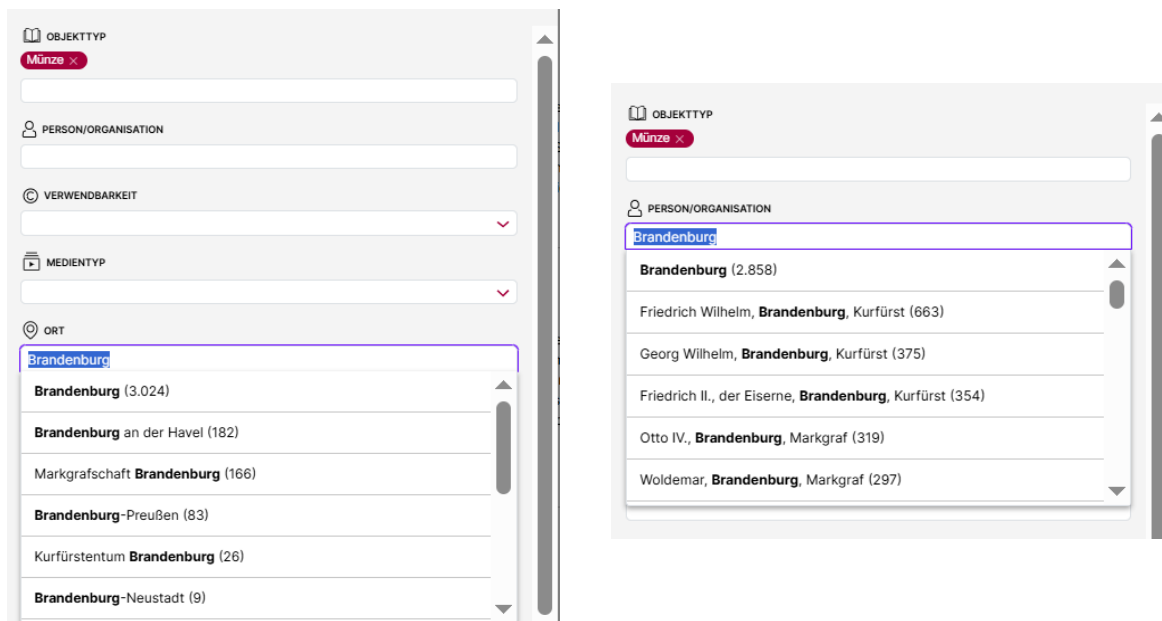 OBJEKTTYP
Münze ×
PERSON/ORGANISATION
VERWENDBARKEIT
MEDIENTYP
ORT
Brandenburg
Brandenburg (3.024)
Brandenburg an der Havel (182)
Markgrafschaft Brandenburg (166)
Brandenburg-Preußen (83)
Kurfürstentum Brandenburg (26)
Brandenburg-Neustadt (9)
OBJEKTTYP
Münze ×
PERSON/ORGANISATION
Brandenburg
Brandenburg (2.858)
Friedrich Wilhelm, Brandenburg, Kurfürst (663)
Georg Wilhelm, Brandenburg, Kurfürst (375)
Friedrich II., der Eiserne, Brandenburg, Kurfürst (354)
Otto IV., Brandenburg, Markgraf (319)
Woldemar, Brandenburg, Markgraf (297)